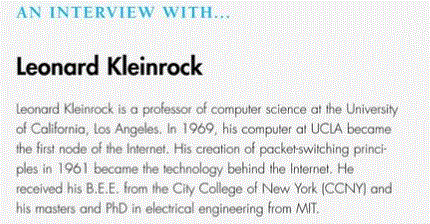 AN INTERVIEW WITH...
Leonard Kleinrock
Leonard Kleinrock is a professor of computer science at the University
of California, Los Angeles. In 1969, his computer at UCLA became
the first node of the Internet. His creation of packet-switching princi-
ples in 1961 became the technology behind the Internet. He
received his B.E.E. from the City College of New York (CCNY) and
his masters and PhD in electrical engineering from MIT.